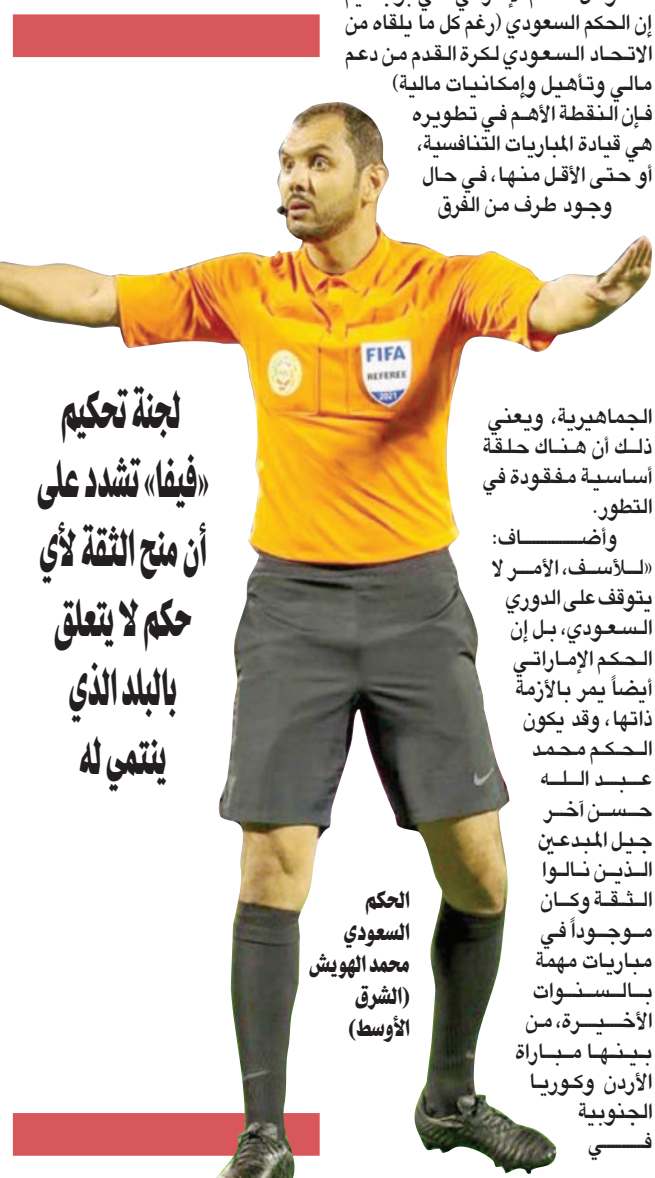 إن الحكم السعودي (رغم كل ما يلقاه من
الاتحاد السعودي لكرة القدم من دعم
مالي وتأهيل وإمكانيات مالية)
فإن النقطة الأهم في تطويره
هي قيادة المباريات التنافسية،
أو حتى الأقل منها، في حال
وجود طرف من الفرق
الجماهيرية، ويعني
ذلك أن هناك حلقة
أساسية مفقودة في
التطور.
وأضاف:
«للأسف، الأمر لا
يتوقف على الدوري
السعودي، بل إن
الحكم الإماراتي
أيضاً يمر بالأزمة
ذاتها، وقد يكون
الحكم محمد
عبد الله
حسن آخر
جيل المبدعين
الذين نالوا
الثقة وكان
موجوداً في
مباريات مهمة
بالسنوات
الأخيرة، من
بينها مباراة
الأردن وكوريا
الجنوبية
في
لجنة تحكيم
«فيفا» تشدد على
أن منح الثقة لأي
حكم لا يتعلق
بالبلد الذي
ينتمي له
الحكم
السعودي
محمد الهويش
(الشرق
الأوسط)
FIFA
REFEREE
2021